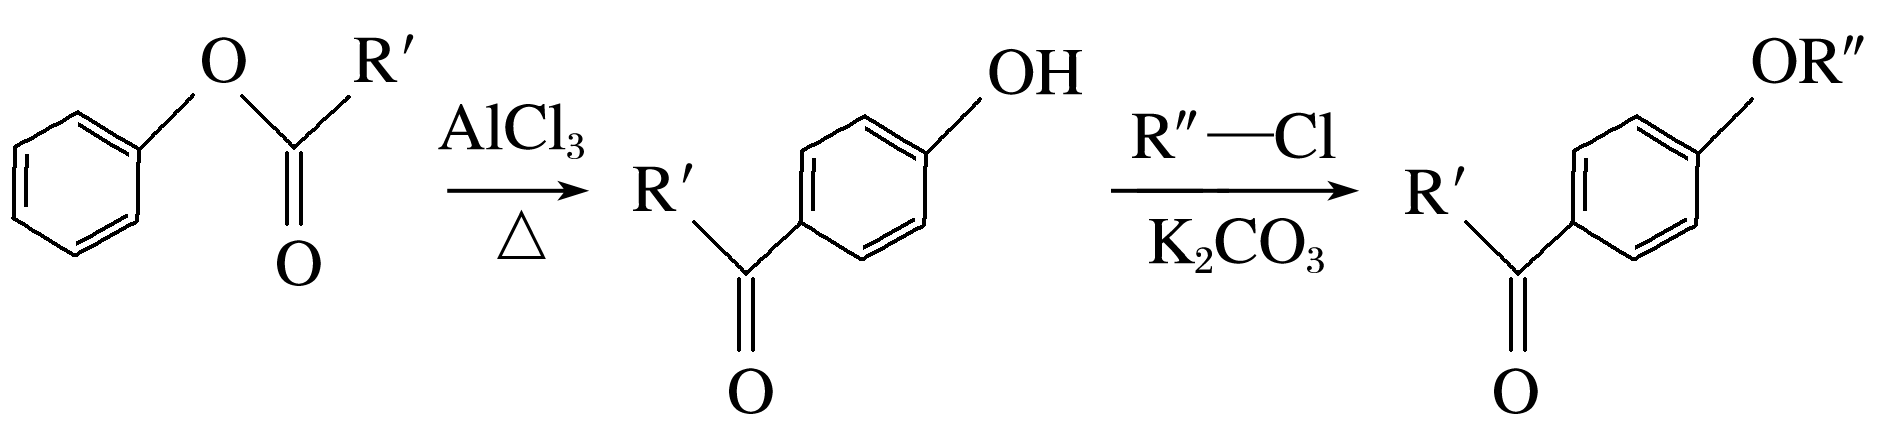 O R′
O
AlCl₃
△
R′ OH
O
R″—Cl
K₂CO₃
R′ OR″
O